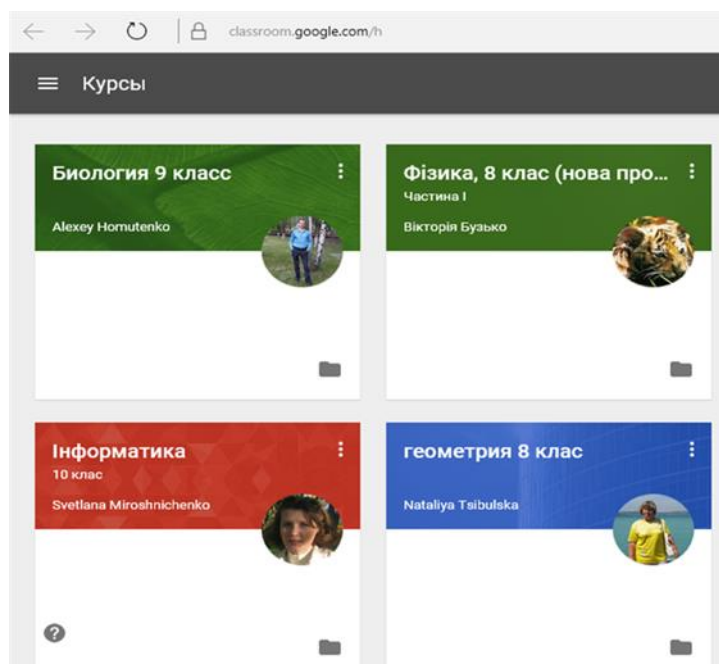 classroom.google.com/h
Курсы
Биология 9 класс
Alexey Homutenko
Фізика, 8 клас (нова про...
Частина І
Вікторія Бузько
Інформатика
10 клас
Svetlana Miroshnichenko
геометрия 8 клас
Nataliya Tsibulska
?